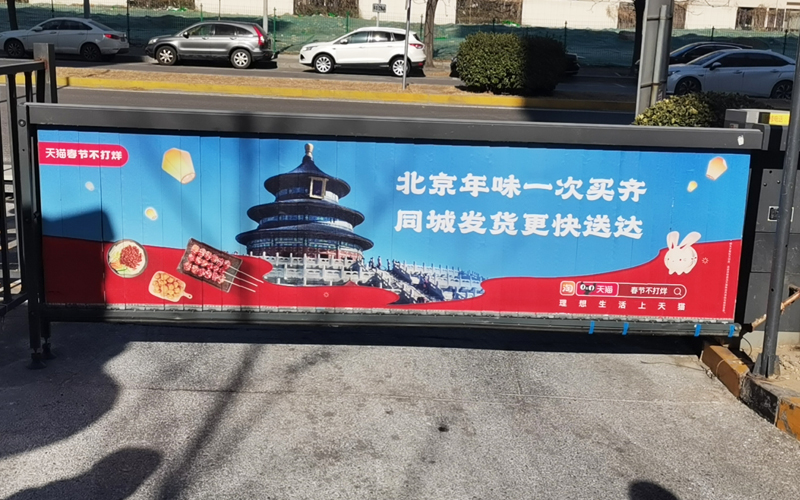 天猫春节不打烊
北京年味一次买齐
同城发货更快送达
淘 天猫 春节不打烊
理想生活上天猫